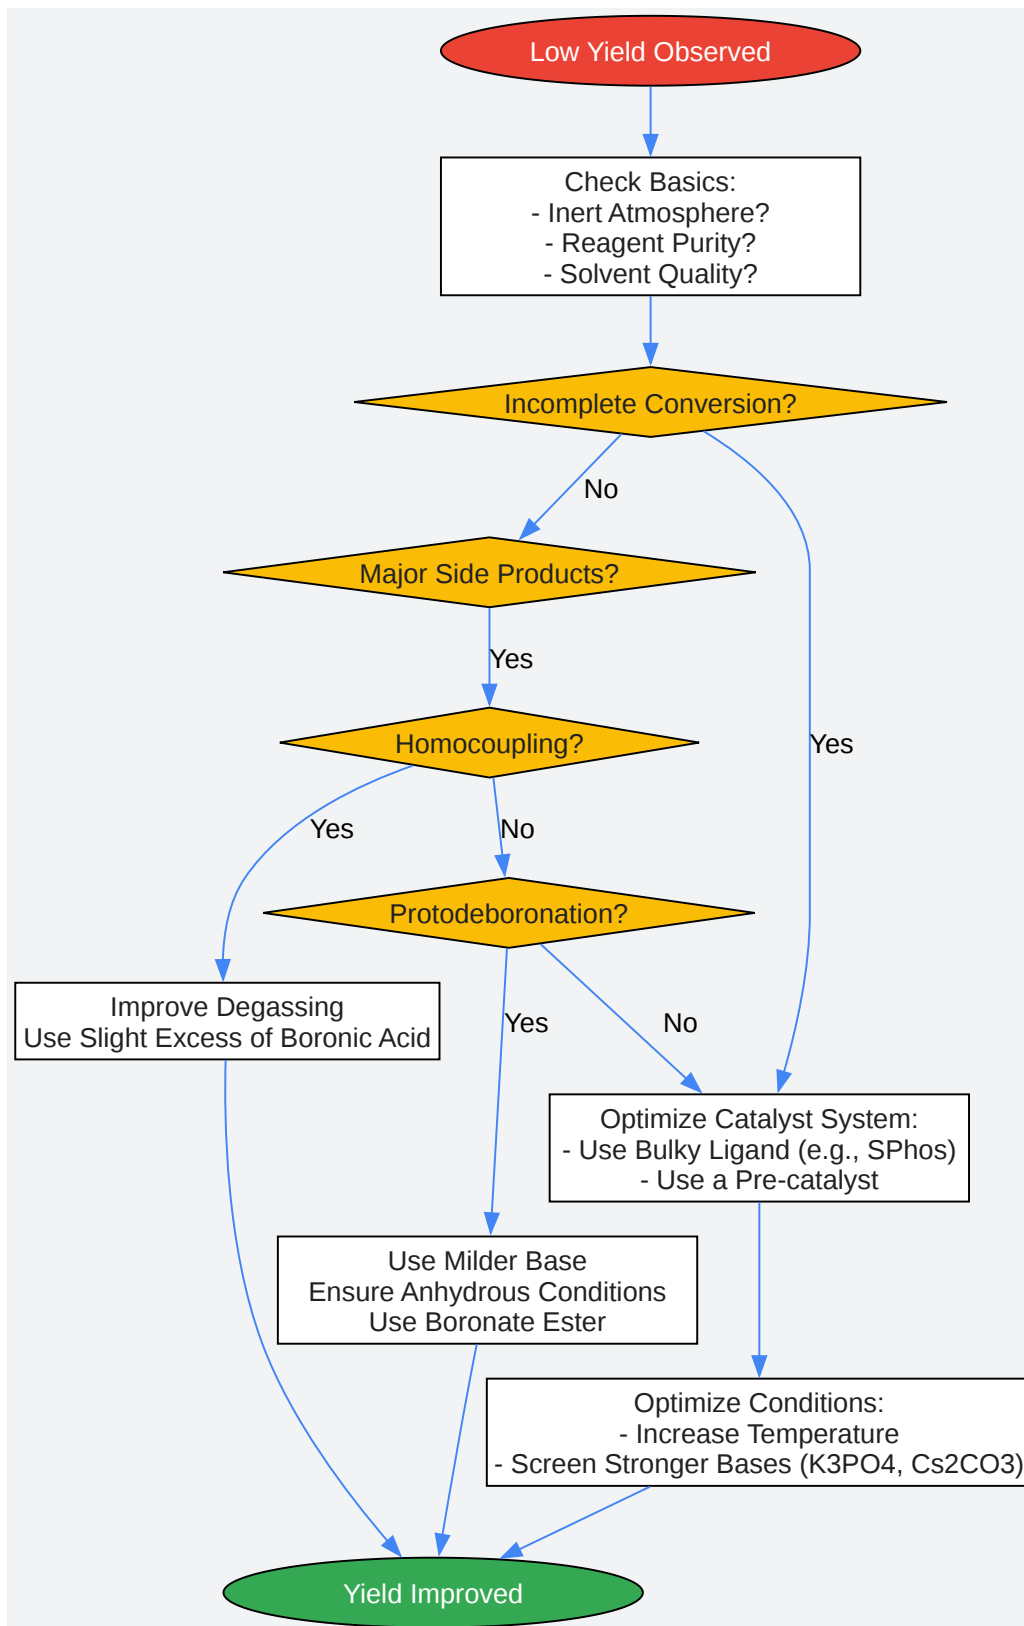 Low Yield Observed
Check Basics:
- Inert Atmosphere?
- Reagent Purity?
- Solvent Quality?
Incomplete Conversion?
No
Major Side Products?
Yes
Homocoupling?
Yes
Yes
No
Protodeboronation?
Improve Degassing
Use Slight Excess of Boronic Acid
Yes
No
Optimize Catalyst System:
- Use Bulky Ligand (e.g., SPhos)
- Use a Pre-catalyst
Use Milder Base
Ensure Anhydrous Conditions
Use Boronate Ester
Optimize Conditions:
- Increase Temperature
- Screen Stronger Bases (K3PO4, Cs2CO3)
Yield Improved